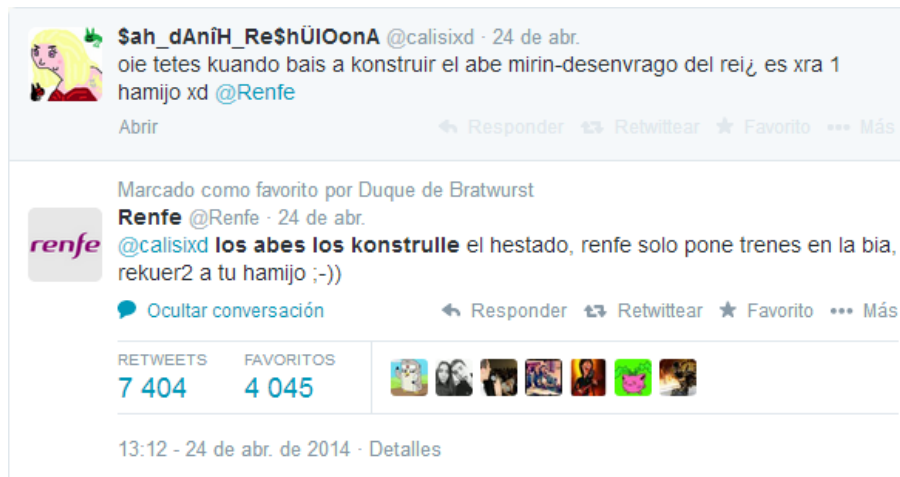 $ah_dAnîH_Re$hÜlOonA @calisixd · 24 de abr.
oie tetes kuando bais a konstruir el abe mirin-desenvrago del rei¿ es xra 1
hamijo xd @Renfe
Abrir
Responder Retwittear Favorito Más
Marcado como favorito por Duque de Bratwurst
renfe
Renfe @Renfe · 24 de abr.
@calisixd los abes los konstrulle el hestado, renfe solo pone trenes en la bia,
rekuer2 a tu hamijo ;-))
Ocultar conversación Responder Retwittear Favorito Más
RETWEETS FAVORITOS
7 404 4 045
13:12 - 24 de abr. de 2014 · Detalles